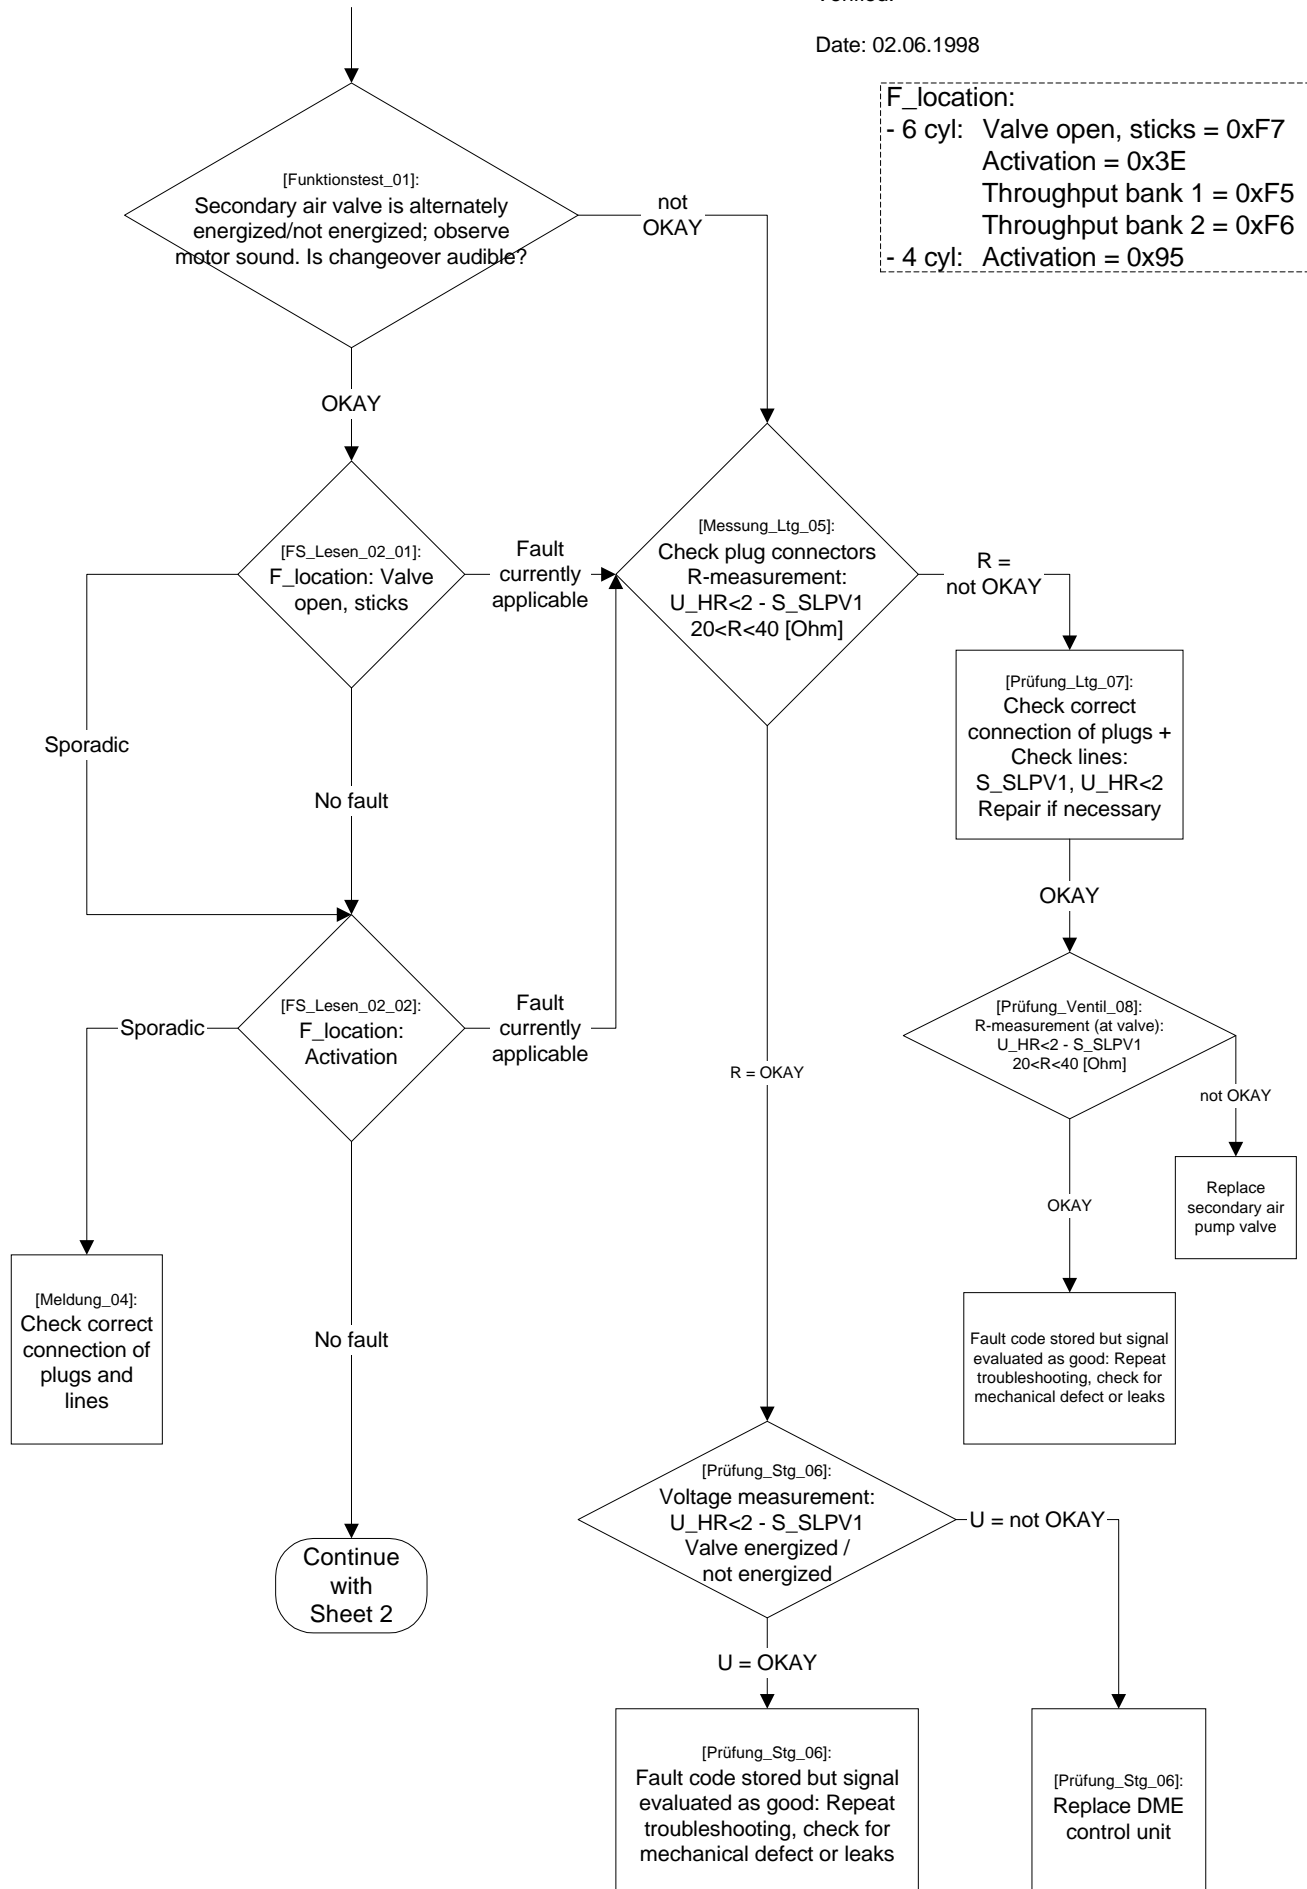 Verified:
Date: 02.06.1998
F_location:
- 6 cyl: Valve open, sticks = 0xF7
Activation = 0x3E
Throughput bank 1 = 0xF5
Throughput bank 2 = 0xF6
- 4 cyl: Activation = 0x95
[Funktionstest_01]:
Secondary air valve is alternately
energized/not energized; observe
motor sound. Is changeover audible?
not
OKAY
OKAY
[FS_Lesen_02_01]:
F_location: Valve
open, sticks
Fault
currently
applicable
Sporadic
No fault
[Messung_Ltg_05]:
Check plug connectors
R-measurement:
U_HR<2 - S_SLPV1
20<R<40 [Ohm]
R =
not OKAY
[Prüfung_Ltg_07]:
Check correct
connection of plugs +
Check lines:
S_SLPV1, U_HR<2
Repair if necessary
OKAY
[FS_Lesen_02_02]:
F_location:
Activation
Sporadic
Fault
currently
applicable
R = OKAY
[Prüfung_Ventil_08]:
R-measurement (at valve):
U_HR<2 - S_SLPV1
20<R<40 [Ohm]
not OKAY
Replace
secondary air
pump valve
OKAY
[Meldung_04]:
Check correct
connection of
plugs and
lines
No fault
Fault code stored but signal
evaluated as good: Repeat
troubleshooting, check for
mechanical defect or leaks
Continue
with
Sheet 2
[Prüfung_Stg_06]:
Voltage measurement:
U_HR<2 - S_SLPV1
Valve energized /
not energized
U = not OKAY
U = OKAY
[Prüfung_Stg_06]:
Fault code stored but signal
evaluated as good: Repeat
troubleshooting, check for
mechanical defect or leaks
[Prüfung_Stg_06]:
Replace DME
control unit